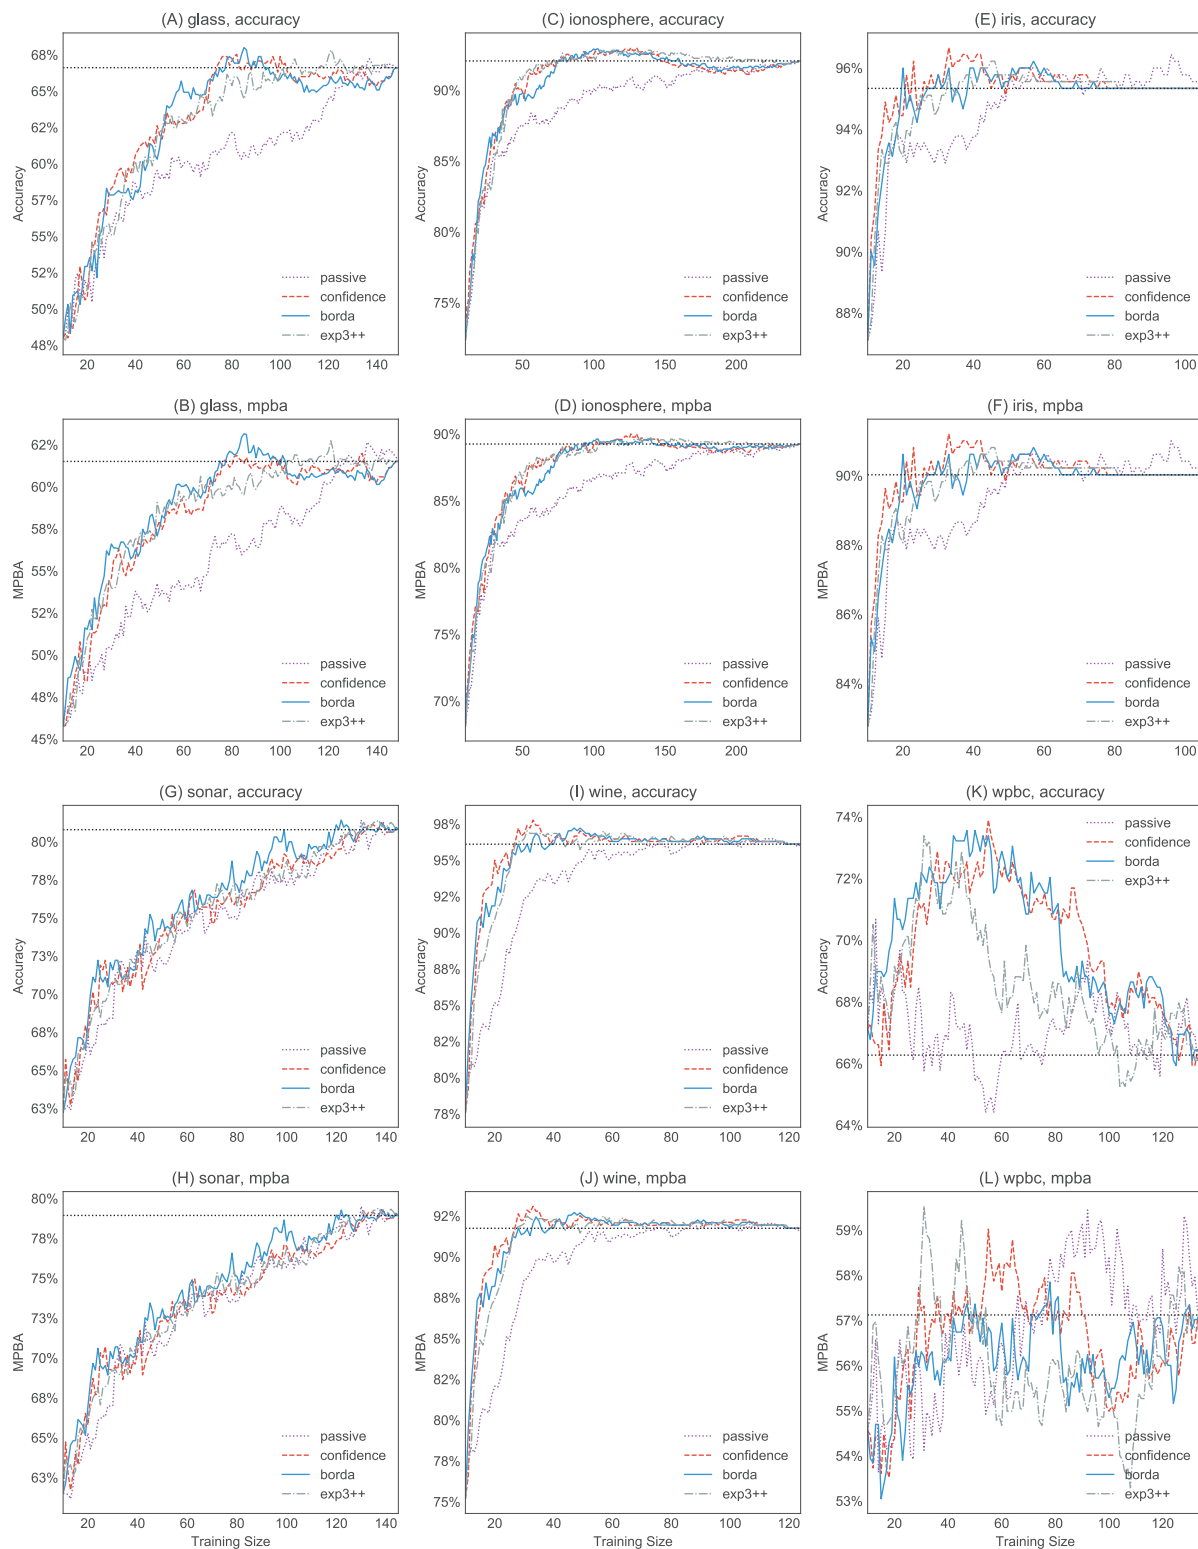 (A) glass, accuracy
68%
65%
62%
60%
57%
55%
52%
50%
48%
Accuracy
20 40 60 80 100 120 140
passive
confidence
borda
exp3++
(C) ionosphere, accuracy
90%
85%
80%
75%
Accuracy
50 100 150 200
passive
confidence
borda
exp3++
(E) iris, accuracy
96%
94%
92%
90%
88%
Accuracy
20 40 60 80 100
passive
confidence
borda
exp3++
(B) glass, mpba
62%
60%
58%
55%
52%
50%
48%
45%
MPBA
20 40 60 80 100 120 140
passive
confidence
borda
exp3++
(D) ionosphere, mpba
90%
85%
80%
75%
70%
MPBA
50 100 150 200
passive
confidence
borda
exp3++
(F) iris, mpba
90%
88%
86%
84%
MPBA
20 40 60 80 100
passive
confidence
borda
exp3++
(G) sonar, accuracy
80%
78%
75%
73%
70%
68%
65%
63%
Accuracy
20 40 60 80 100 120 140
passive
confidence
borda
exp3++
(I) wine, accuracy
98%
95%
92%
90%
88%
85%
82%
80%
78%
Accuracy
20 40 60 80 100 120
passive
confidence
borda
exp3++
(K) wpbc, accuracy
74%
72%
70%
68%
66%
64%
Accuracy
20 40 60 80 100 120
passive
confidence
borda
exp3++
(H) sonar, mpba
80%
78%
75%
73%
70%
68%
65%
63%
MPBA
20 40 60 80 100 120 140
Training Size
passive
confidence
borda
exp3++
(J) wine, mpba
92%
90%
88%
85%
82%
80%
78%
75%
MPBA
20 40 60 80 100 120
Training Size
passive
confidence
borda
exp3++
(L) wpbc, mpba
59%
58%
57%
56%
55%
54%
53%
MPBA
20 40 60 80 100 120
Training Size
passive
confidence
borda
exp3++